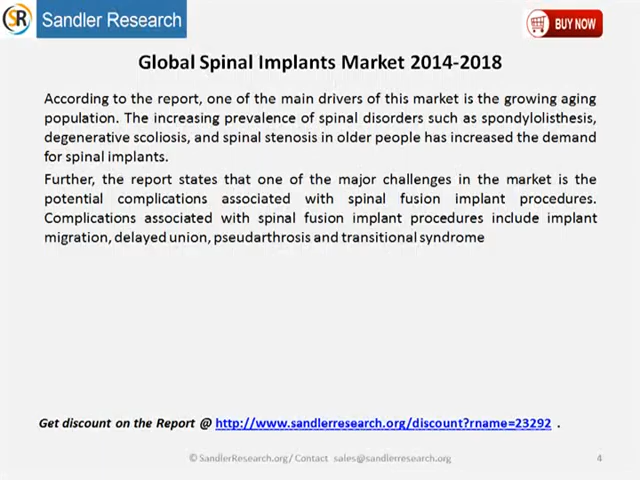 SR Sandler Research
BUY NOW
Global Spinal Implants Market 2014-2018
According to the report, one of the main drivers of this market is the growing aging
population. The increasing prevalence of spinal disorders such as spondylolisthesis,
degenerative scoliosis, and spinal stenosis in older people has increased the demand
for spinal implants.
Further, the report states that one of the major challenges in the market is the
potential complications associated with spinal fusion implant procedures.
Complications associated with spinal fusion implant procedures include implant
migration, delayed union, pseudarthrosis and transitional syndrome
Get discount on the Report @ http://www.sandlerresearch.org/discount?rname=23292 .
© SandlerResearch.org/ Contact sales@sandlerresearch.org
4